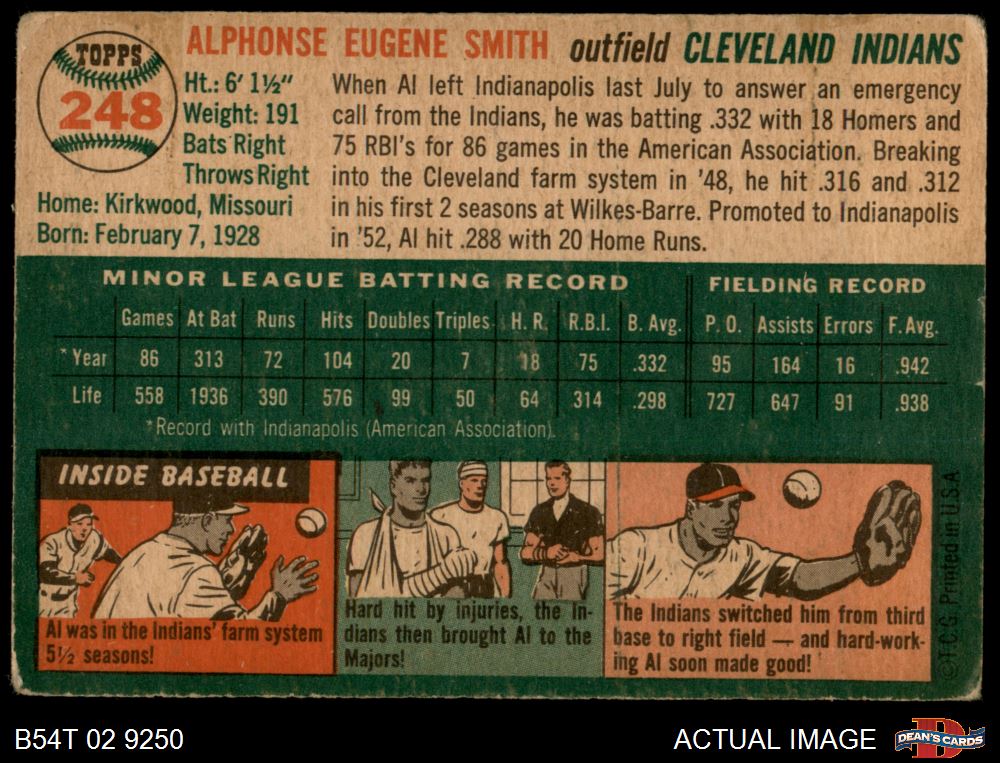 TOPPS
248
ALPHONSE EUGENE SMITH outfield CLEVELAND INDIANS
Ht.: 6' 1½"
Weight: 191
Bats Right
Throws Right
Home: Kirkwood, Missouri
Born: February 7, 1928
When Al left Indianapolis last July to answer an emergency
call from the Indians, he was batting .332 with 18 Homers and
75 RBI's for 86 games in the American Association. Breaking
into the Cleveland farm system in '48, he hit .316 and .312
in his first 2 seasons at Wilkes-Barre. Promoted to Indianapolis
in '52, Al hit .288 with 20 Home Runs.
MINOR LEAGUE BATTING RECORD FIELDING RECORD
Games At Bat Runs Hits Doubles Triples H. R. R.B.I. B. Avg. P. O. Assists Errors F. Avg.
*Year 86 313 72 104 20 7 18 75 .332 95 164 16 .942
Life 558 1936 390 576 99 50 64 314 .298 727 647 91 .938
*Record with Indianapolis (American Association).
INSIDE BASEBALL
Al was in the Indians' farm system
5½ seasons!
Hard hit by injuries, the In-
dians then brought Al to the
Majors!
The Indians switched him from third
base to right field — and hard-work-
ing Al soon made good!
©T.C.G. Printed in U.S.A
B54T 02 9250
ACTUAL IMAGE
DEAN'S CARDS